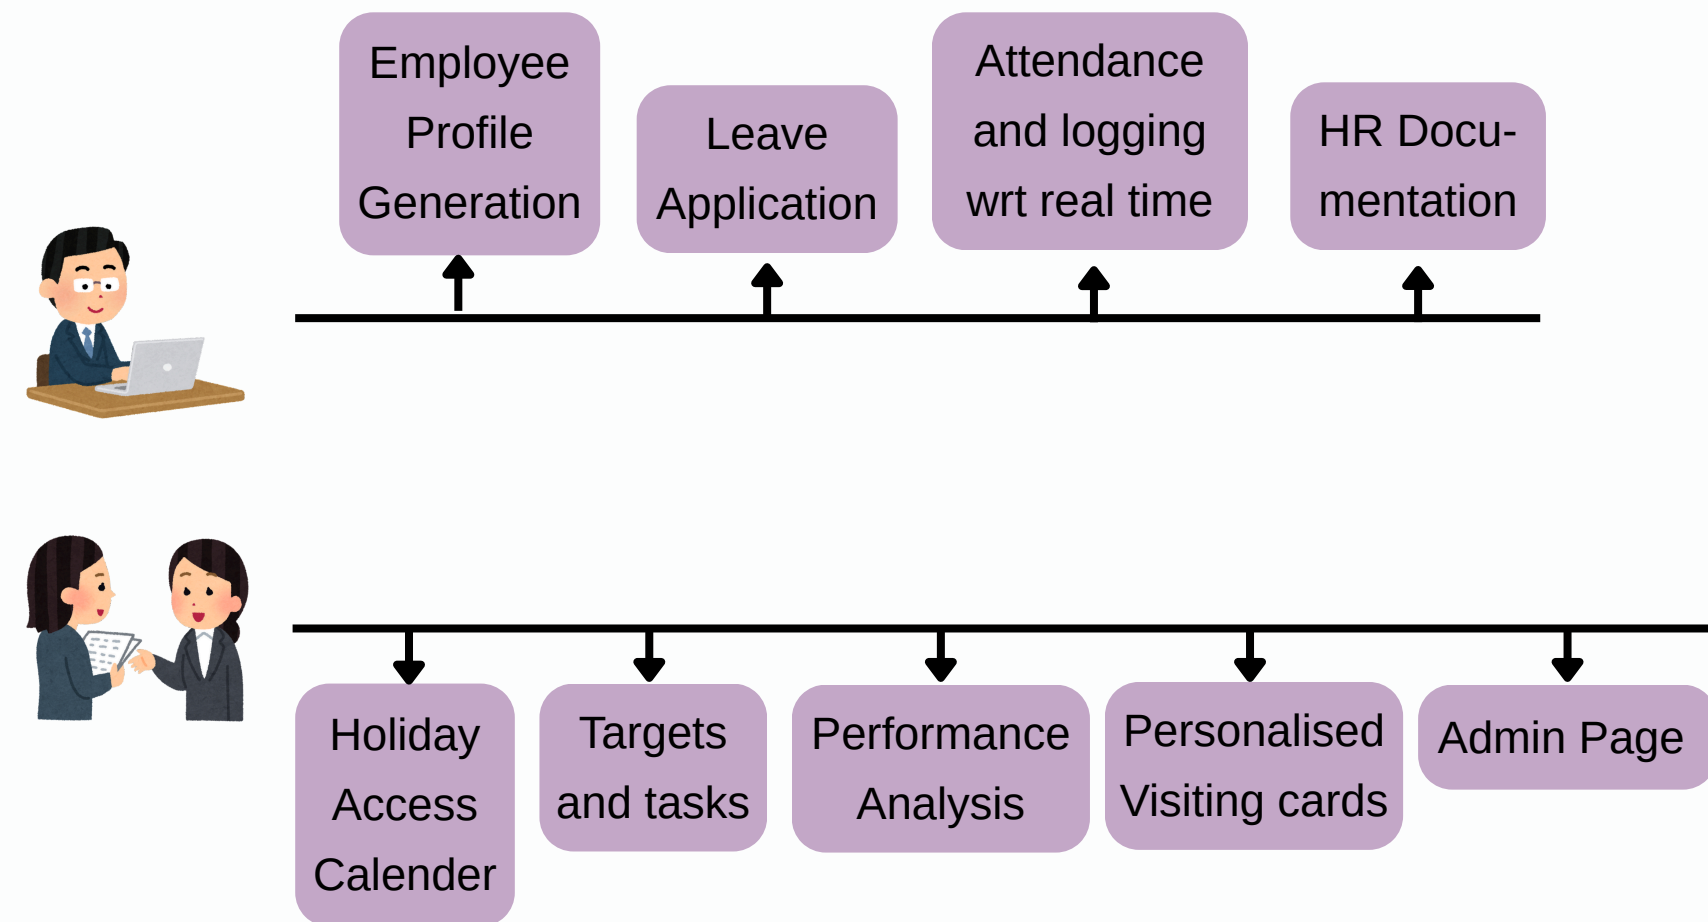 Employee
Profile
Generation
Leave
Application
Attendance
and logging
wrt real time
HR Docu-
mentation
Holiday
Access
Calender
Targets
and tasks
Performance
Analysis
Personalised
Visiting cards
Admin Page